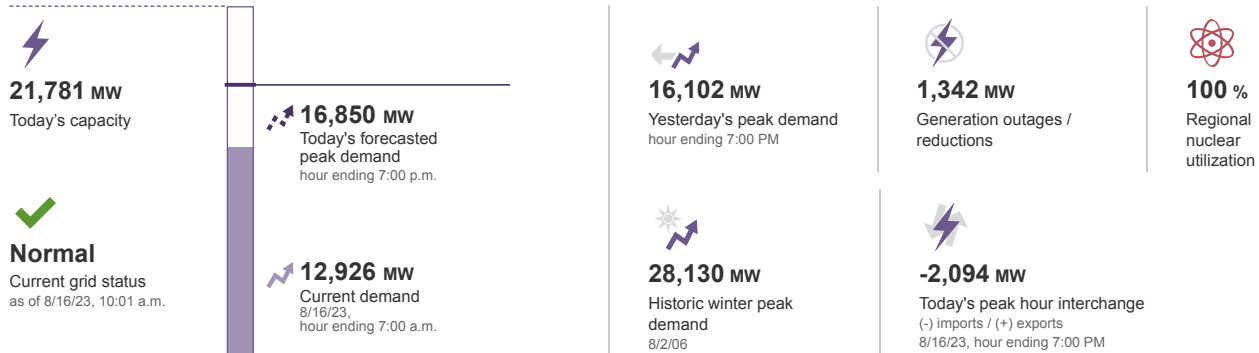 21,781 MW
Today's capacity
Normal
Current grid status
as of 8/16/23, 10:01 a.m.
16,850 MW
Today's forecasted
peak demand
hour ending 7:00 p.m.
12,926 MW
Current demand
8/16/23,
hour ending 7:00 a.m.
16,102 MW
Yesterday's peak demand
hour ending 7:00 PM
1,342 MW
Generation outages /
reductions
100 %
Regional
nuclear
utilization
28,130 MW
Historic winter peak
demand
8/2/06
-2,094 MW
Today's peak hour interchange
(-) imports / (+) exports
8/16/23, hour ending 7:00 PM